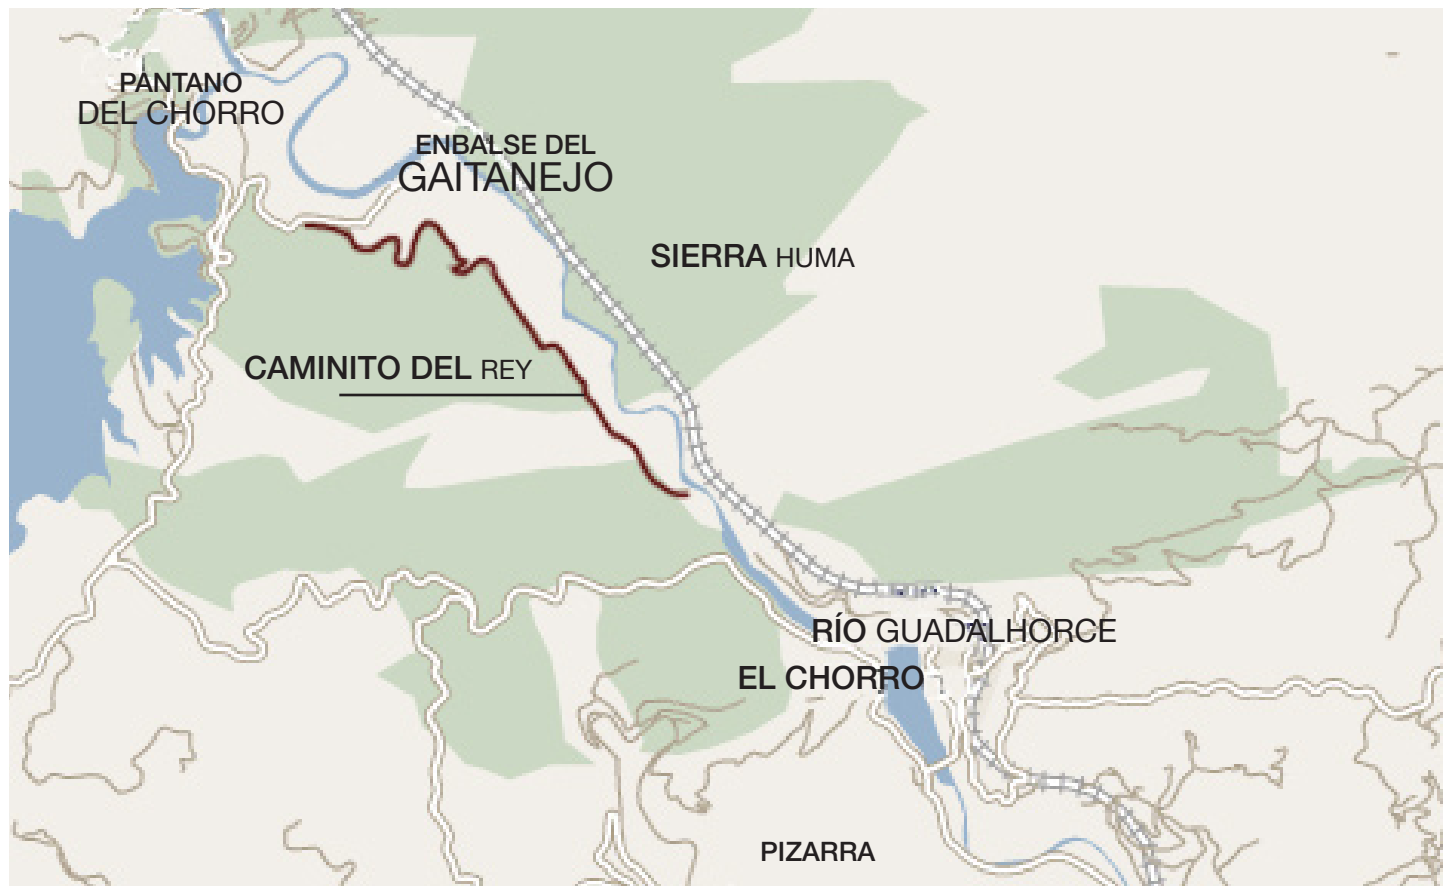 PANTANO
DEL CHORRO
ENBALSE DEL
GAITANEJO
SIERRA HUMA
CAMINITO DEL REY
RÍO GUADALHORCE
EL CHORRO
PIZARRA